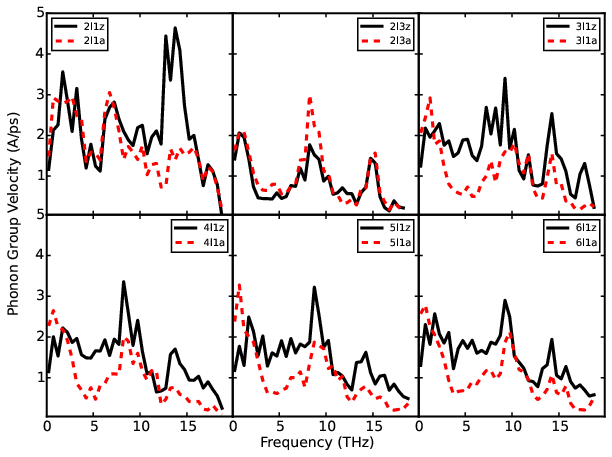 5
4
3
2
1
5
4
3
2
1
0
5
10
15
0
5
10
15
0
5
10
15
20
Phonon Group Velocity (A/ps)
Frequency (THz)
2l1z
2l1a
2l3z
2l3a
3l1z
3l1a
4l1z
4l1a
5l1z
5l1a
6l1z
6l1a